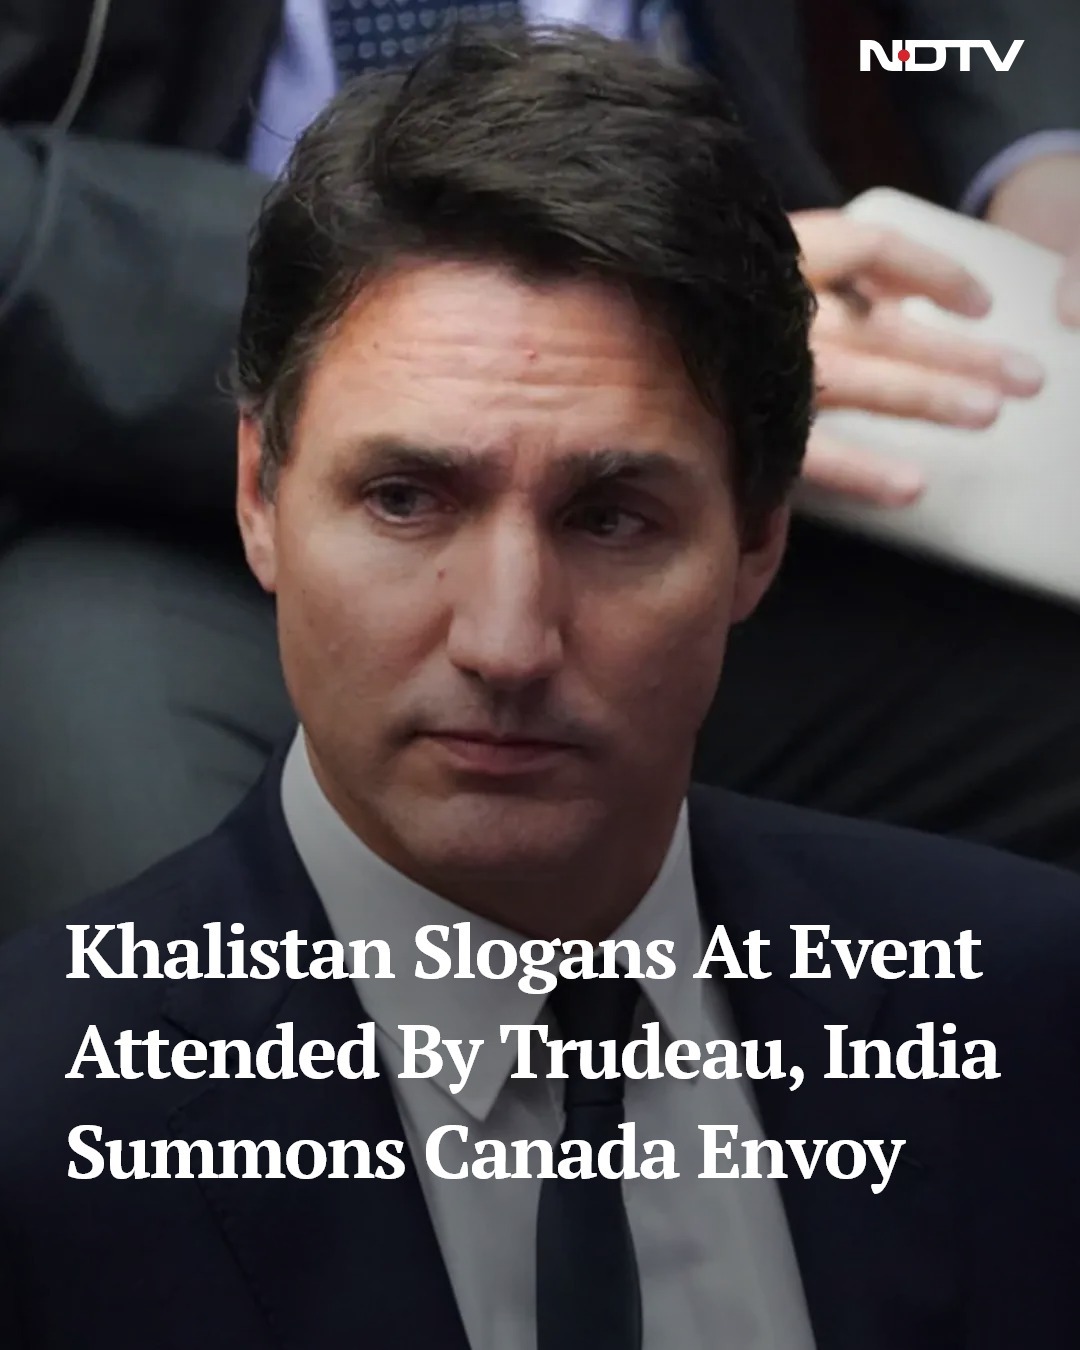 NDTV
Khalistan Slogans At Event
Attended By Trudeau, India
Summons Canada Envoy